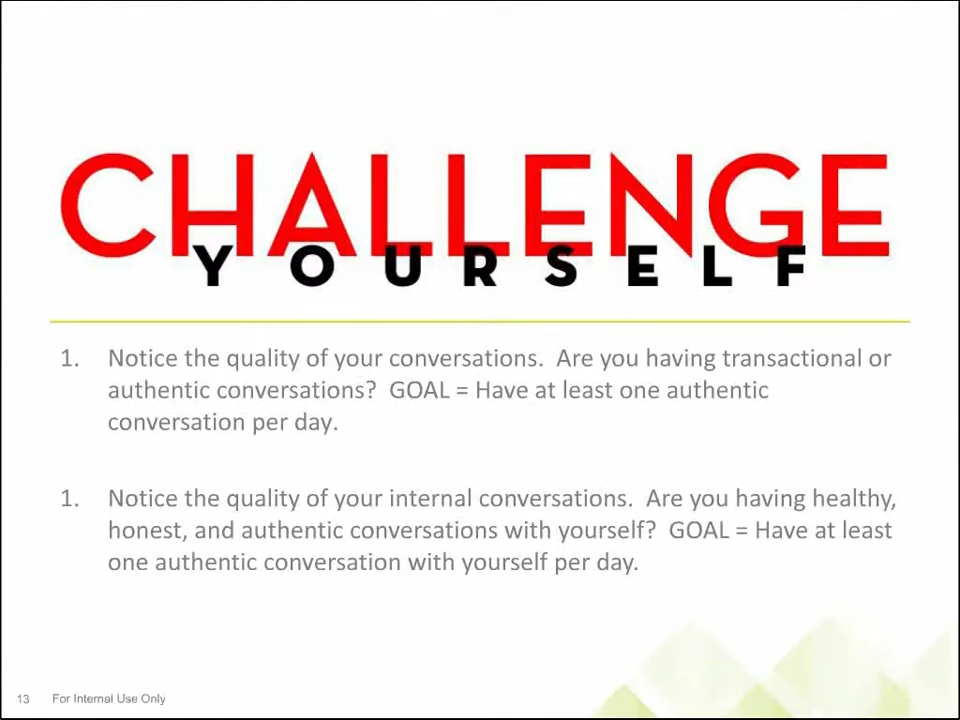 CHALLENGE
YOURSELF
1. Notice the quality of your conversations.  Are you having transactional or
authentic conversations?  GOAL = Have at least one authentic
conversation per day.
1. Notice the quality of your internal conversations.  Are you having healthy,
honest, and authentic conversations with yourself?  GOAL = Have at least
one authentic conversation with yourself per day.
13 For Internal Use Only